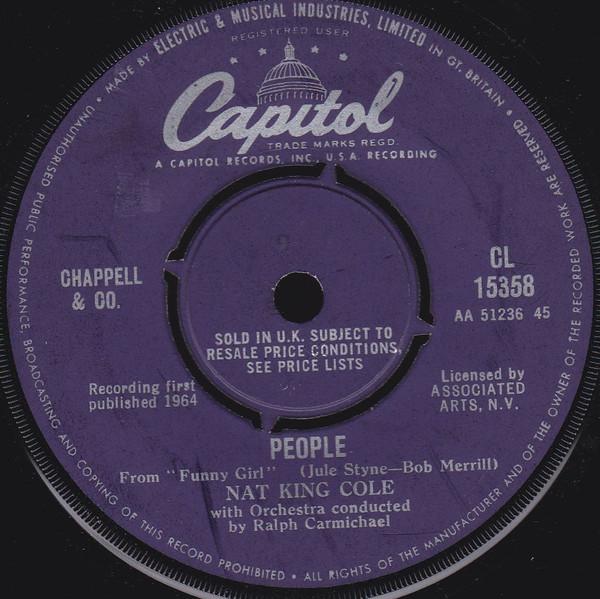 MADE BY ELECTRIC & MUSICAL INDUSTRIES, LIMITED IN GT. BRITAIN • ALL RIGHTS OF THE MANUFACTURER AND OF THE OWNER OF THE RECORDED WORK ARE RESERVED
UNAUTHORISED PUBLIC PERFORMANCE, BROADCASTING AND COPYING OF THIS RECORD PROHIBITED •
REGISTERED USER
Capitol
TRADE MARKS REGD.
A CAPITOL RECORDS, INC., U.S.A. RECORDING
CHAPPELL
& CO.
CL
15358
AA 51236 45
SOLD IN U.K. SUBJECT TO
RESALE PRICE CONDITIONS,
SEE PRICE LISTS
Recording first
published 1964
Licensed by
ASSOCIATED
ARTS, N.V.
PEOPLE
From "Funny Girl" (Jule Styne—Bob Merrill)
NAT KING COLE
with Orchestra conducted
by Ralph Carmichael